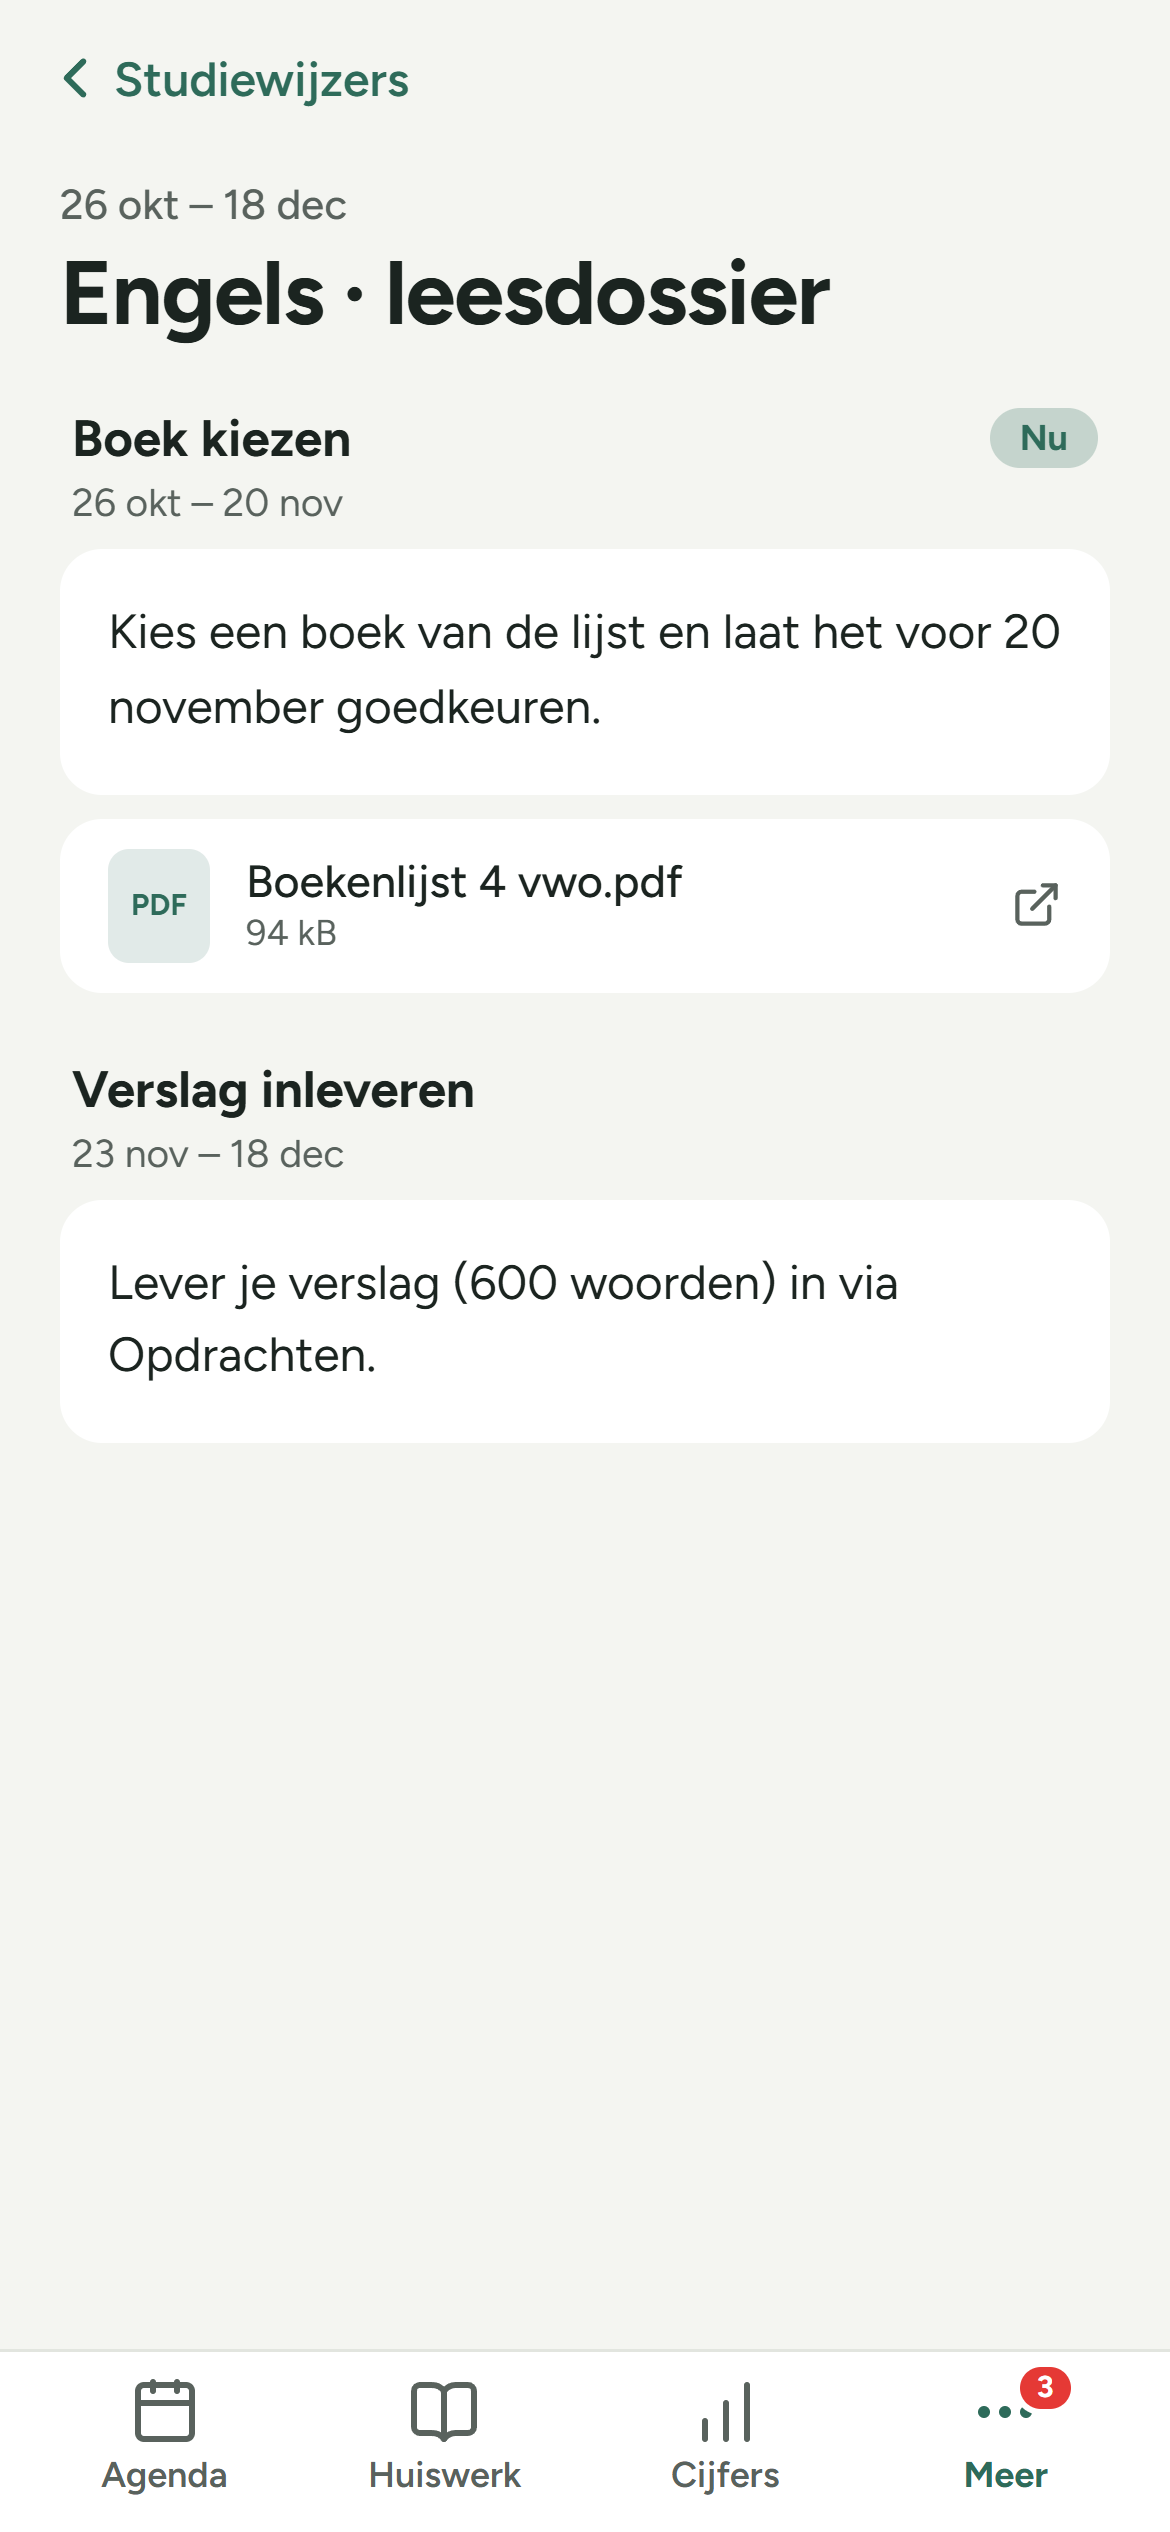 Studiewijzers
26 okt – 18 dec
Engels · leesdossier
Boek kiezen
Nu
26 okt – 20 nov
Kies een boek van de lijst en laat het voor 20
november goedkeuren.
PDF
Boekenlijst 4 vwo.pdf
94 kB
Verslag inleveren
23 nov – 18 dec
Lever je verslag (600 woorden) in via
Opdrachten.
3
Agenda
Huiswerk
Cijfers
Meer